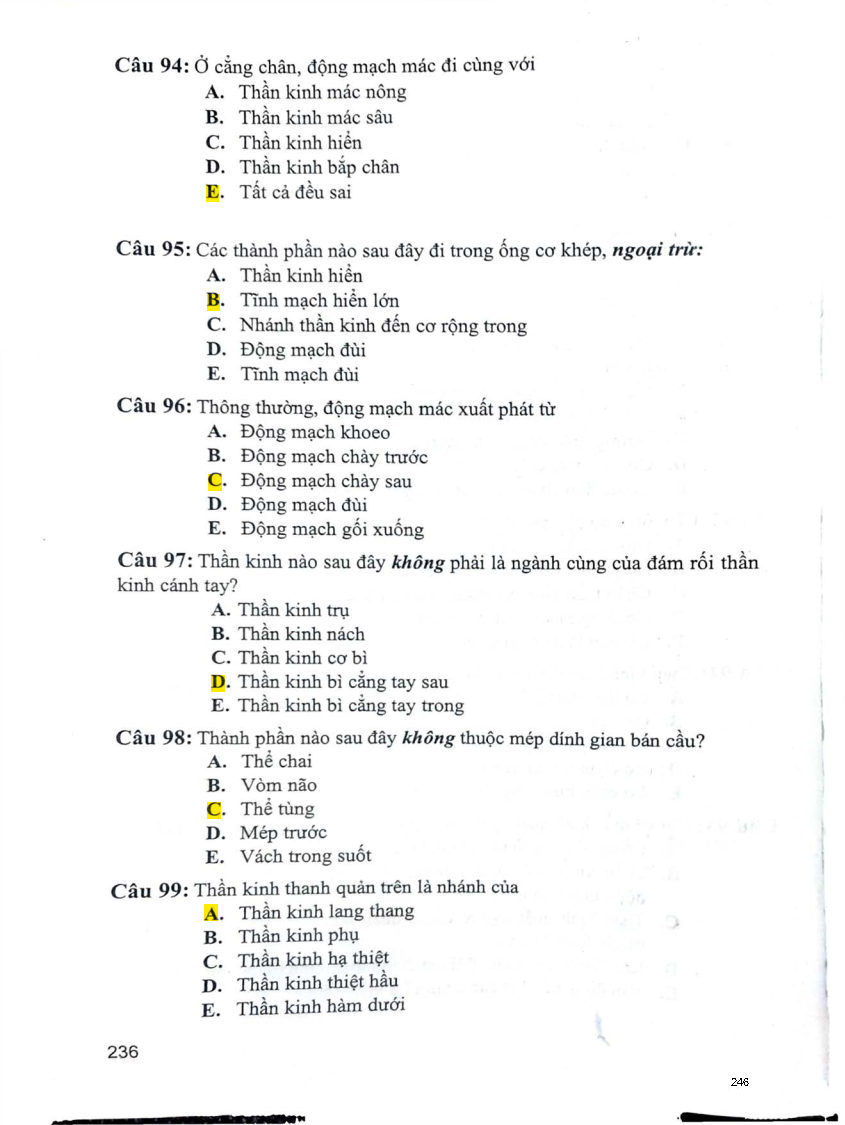 Câu 94: Ở cẳng chân, động mạch mác đi cùng với
A. Thần kinh mác nông
B. Thần kinh mác sâu
C. Thần kinh hiển
D. Thần kinh bắp chân
E. Tất cả đều sai
Câu 95: Các thành phần nào sau đây đi trong ống cơ khép, ngoại trừ:
A. Thần kinh hiển
B. Tĩnh mạch hiển lớn
C. Nhánh thần kinh đến cơ rộng trong
D. Động mạch đùi
E. Tĩnh mạch đùi
Câu 96: Thông thường, động mạch mác xuất phát từ
A. Động mạch khoeo
B. Động mạch chày trước
C. Động mạch chày sau
D. Động mạch đùi
E. Động mạch gối xuống
Câu 97: Thần kinh nào sau đây không phải là ngành cùng của đám rối thần
kinh cánh tay?
A. Thần kinh trụ
B. Thần kinh nách
C. Thần kinh cơ bì
D. Thần kinh bì cẳng tay sau
E. Thần kinh bì cẳng tay trong
Câu 98: Thành phần nào sau đây không thuộc mép dính gian bán cầu?
A. Thể chai
B. Vòm não
C. Thể tùng
D. Mép trước
E. Vách trong suốt
Câu 99: Thần kinh thanh quản trên là nhánh của
A. Thần kinh lang thang
B. Thần kinh phụ
C. Thần kinh hạ thiệt
D. Thần kinh thiệt hầu
E. Thần kinh hàm dưới
236
246